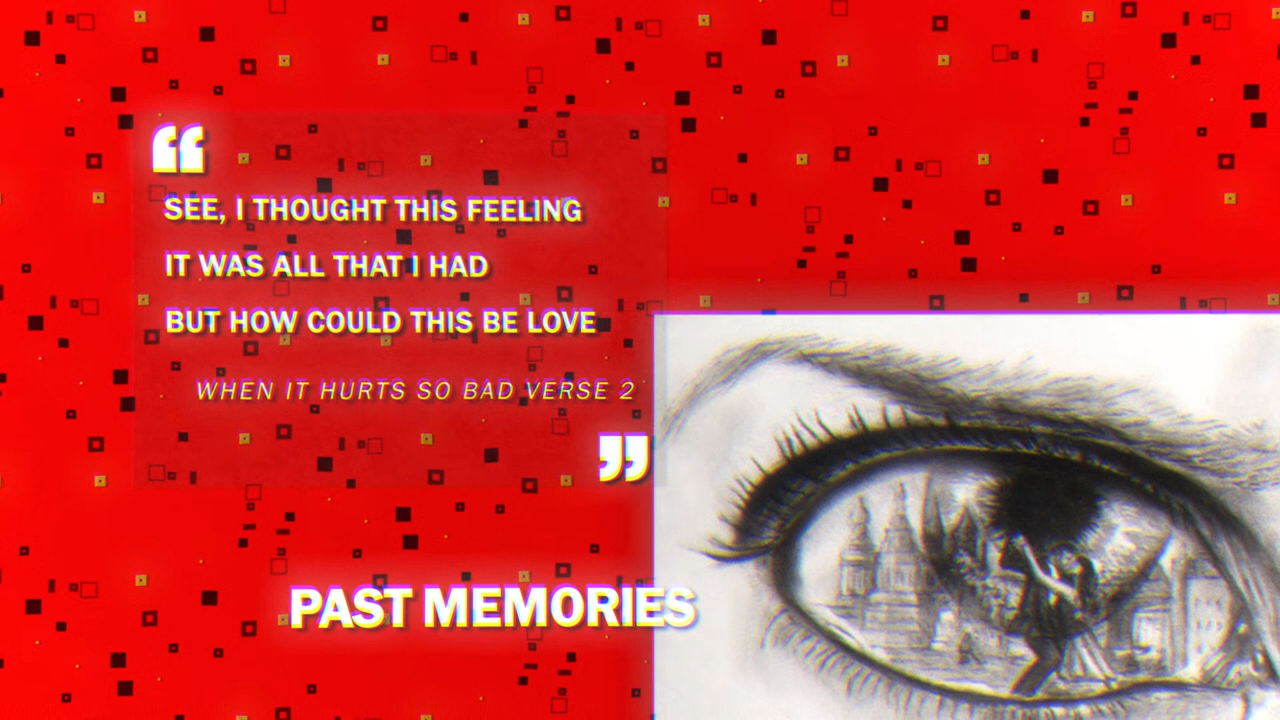 “
SEE, I THOUGHT THIS FEELING
IT WAS ALL THAT I HAD
BUT HOW COULD THIS BE LOVE
WHEN IT HURTS SO BAD VERSE 2
”
PAST MEMORIES